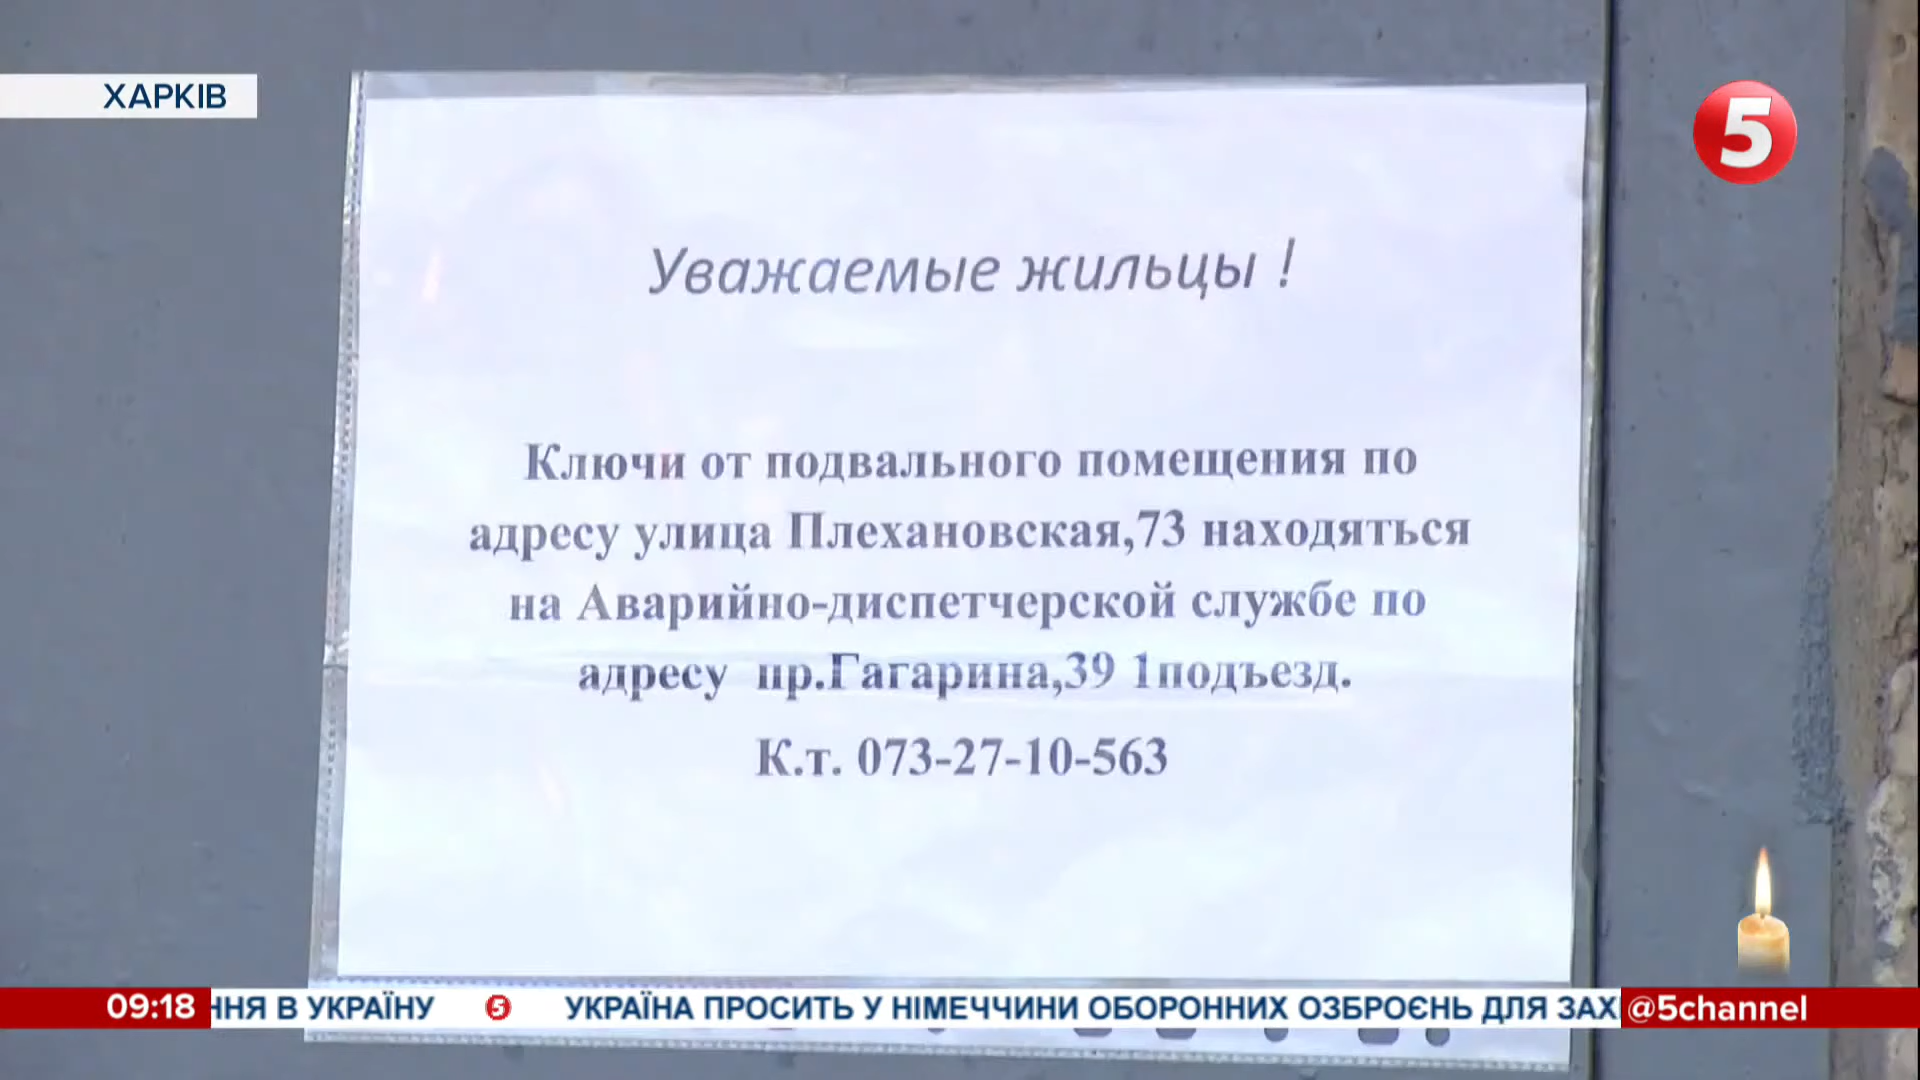 ХАРКІВ
5
Уважаемые жильцы !
Ключи от подвального помещения по
адресу улица Плехановская,73 находяться
на Аварийно-диспетчерской службе по
адресу пр.Гагарина,39 1подъезд.
К.т. 073-27-10-563
09:18 ННЯ В УКРАЇНУ 5 УКРАЇНА ПРОСИТЬ У НІМЕЧЧИНИ ОБОРОННИХ ОЗБРОЄНЬ ДЛЯ ЗАХ @5channel